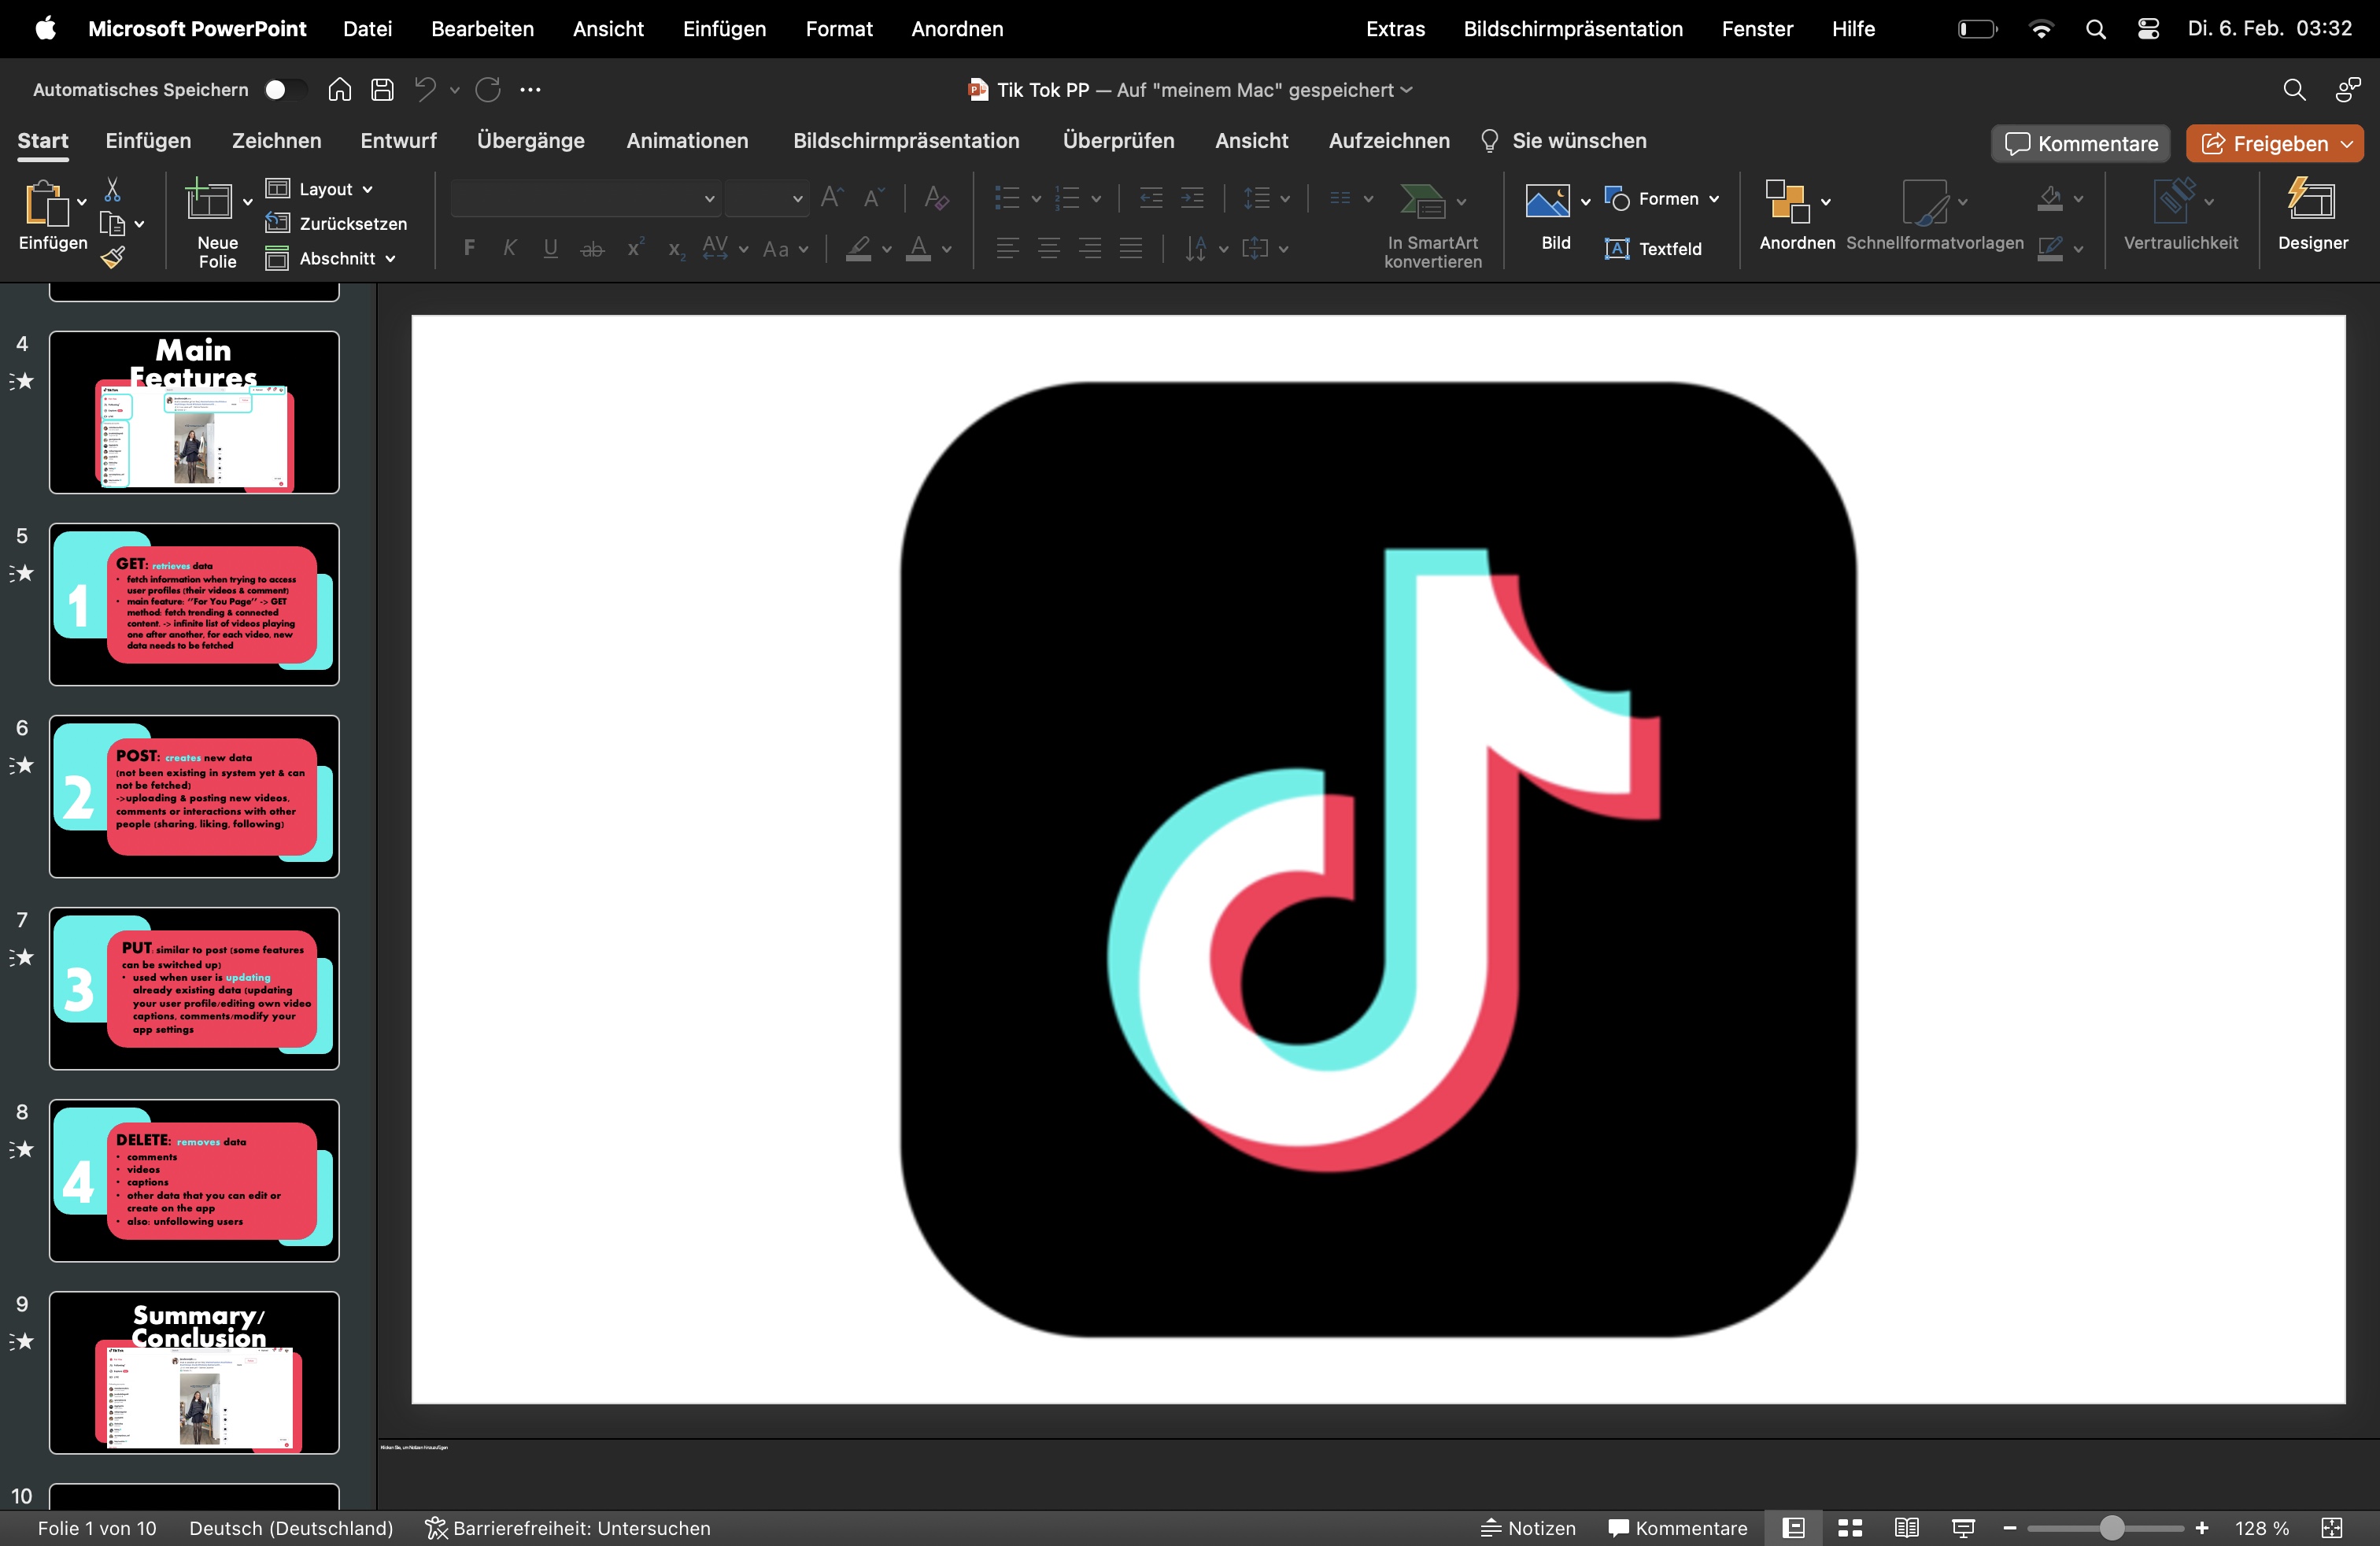 Microsoft PowerPoint Datei Bearbeiten Ansicht Einfügen Format Anordnen Extras Bildschirmpräsentation Fenster Hilfe Di. 6. Feb. 03:32
Automatisches Speichern Tik Tok PP — Auf "meinem Mac" gespeichert
Start Einfügen Zeichnen Entwurf Übergänge Animationen Bildschirmpräsentation Überprüfen Ansicht Aufzeichnen Sie wünschen Kommentare Freigeben
Einfügen
Neue
Folie
Layout
Zurücksetzen
Abschnitt
F K U ab x² x₂ AV Aa A
In SmartArt
konvertieren
Bild
Formen
Textfeld
Anordnen
Schnellformatvorlagen
Vertraulichkeit
Designer
4
Main
Features
5
1
GET: retrieves data
• fetch information when trying to access
user profiles (their videos & comment)
• main feature: "For You Page" -> GET
method: fetch trending & connected
content. -> infinite list of videos playing
one after another, for each video, new
data needs to be fetched
6
2
POST: creates new data
(not been existing in system yet & can
not be fetched)
->uploading & posting new videos,
comments or interactions with other
people (sharing, liking, following)
7
3
PUT: similar to post (some features
can be switched up)
• used when user is updating
already existing data (updating
your user profile/editing own video
captions, comments/modify your
app settings
8
4
DELETE: removes data
• comments
• videos
• captions
• other data that you can edit or
create on the app
• also: unfollowing users
9
Summary/
Conclusion
10
Klicken Sie, um Notizen hinzuzufügen
Folie 1 von 10 Deutsch (Deutschland) Barrierefreiheit: Untersuchen Notizen Kommentare 128 %